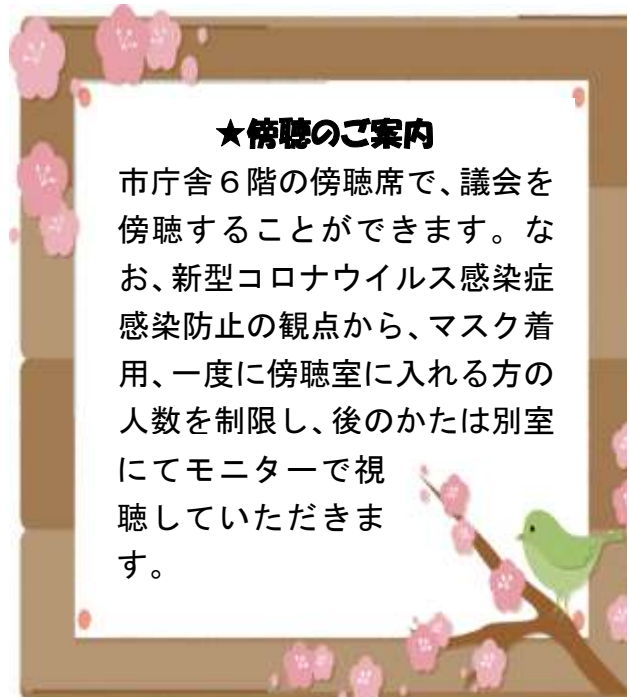 ★傍聴のご案内
市庁舎６階の傍聴席で、議会を
傍聴することができます。な
お、新型コロナウイルス感染症
感染防止の観点から、マスク着
用、一度に傍聴室に入れる方の
人数を制限し、後のかたは別室
にてモニターで視
聴していただきま
す。